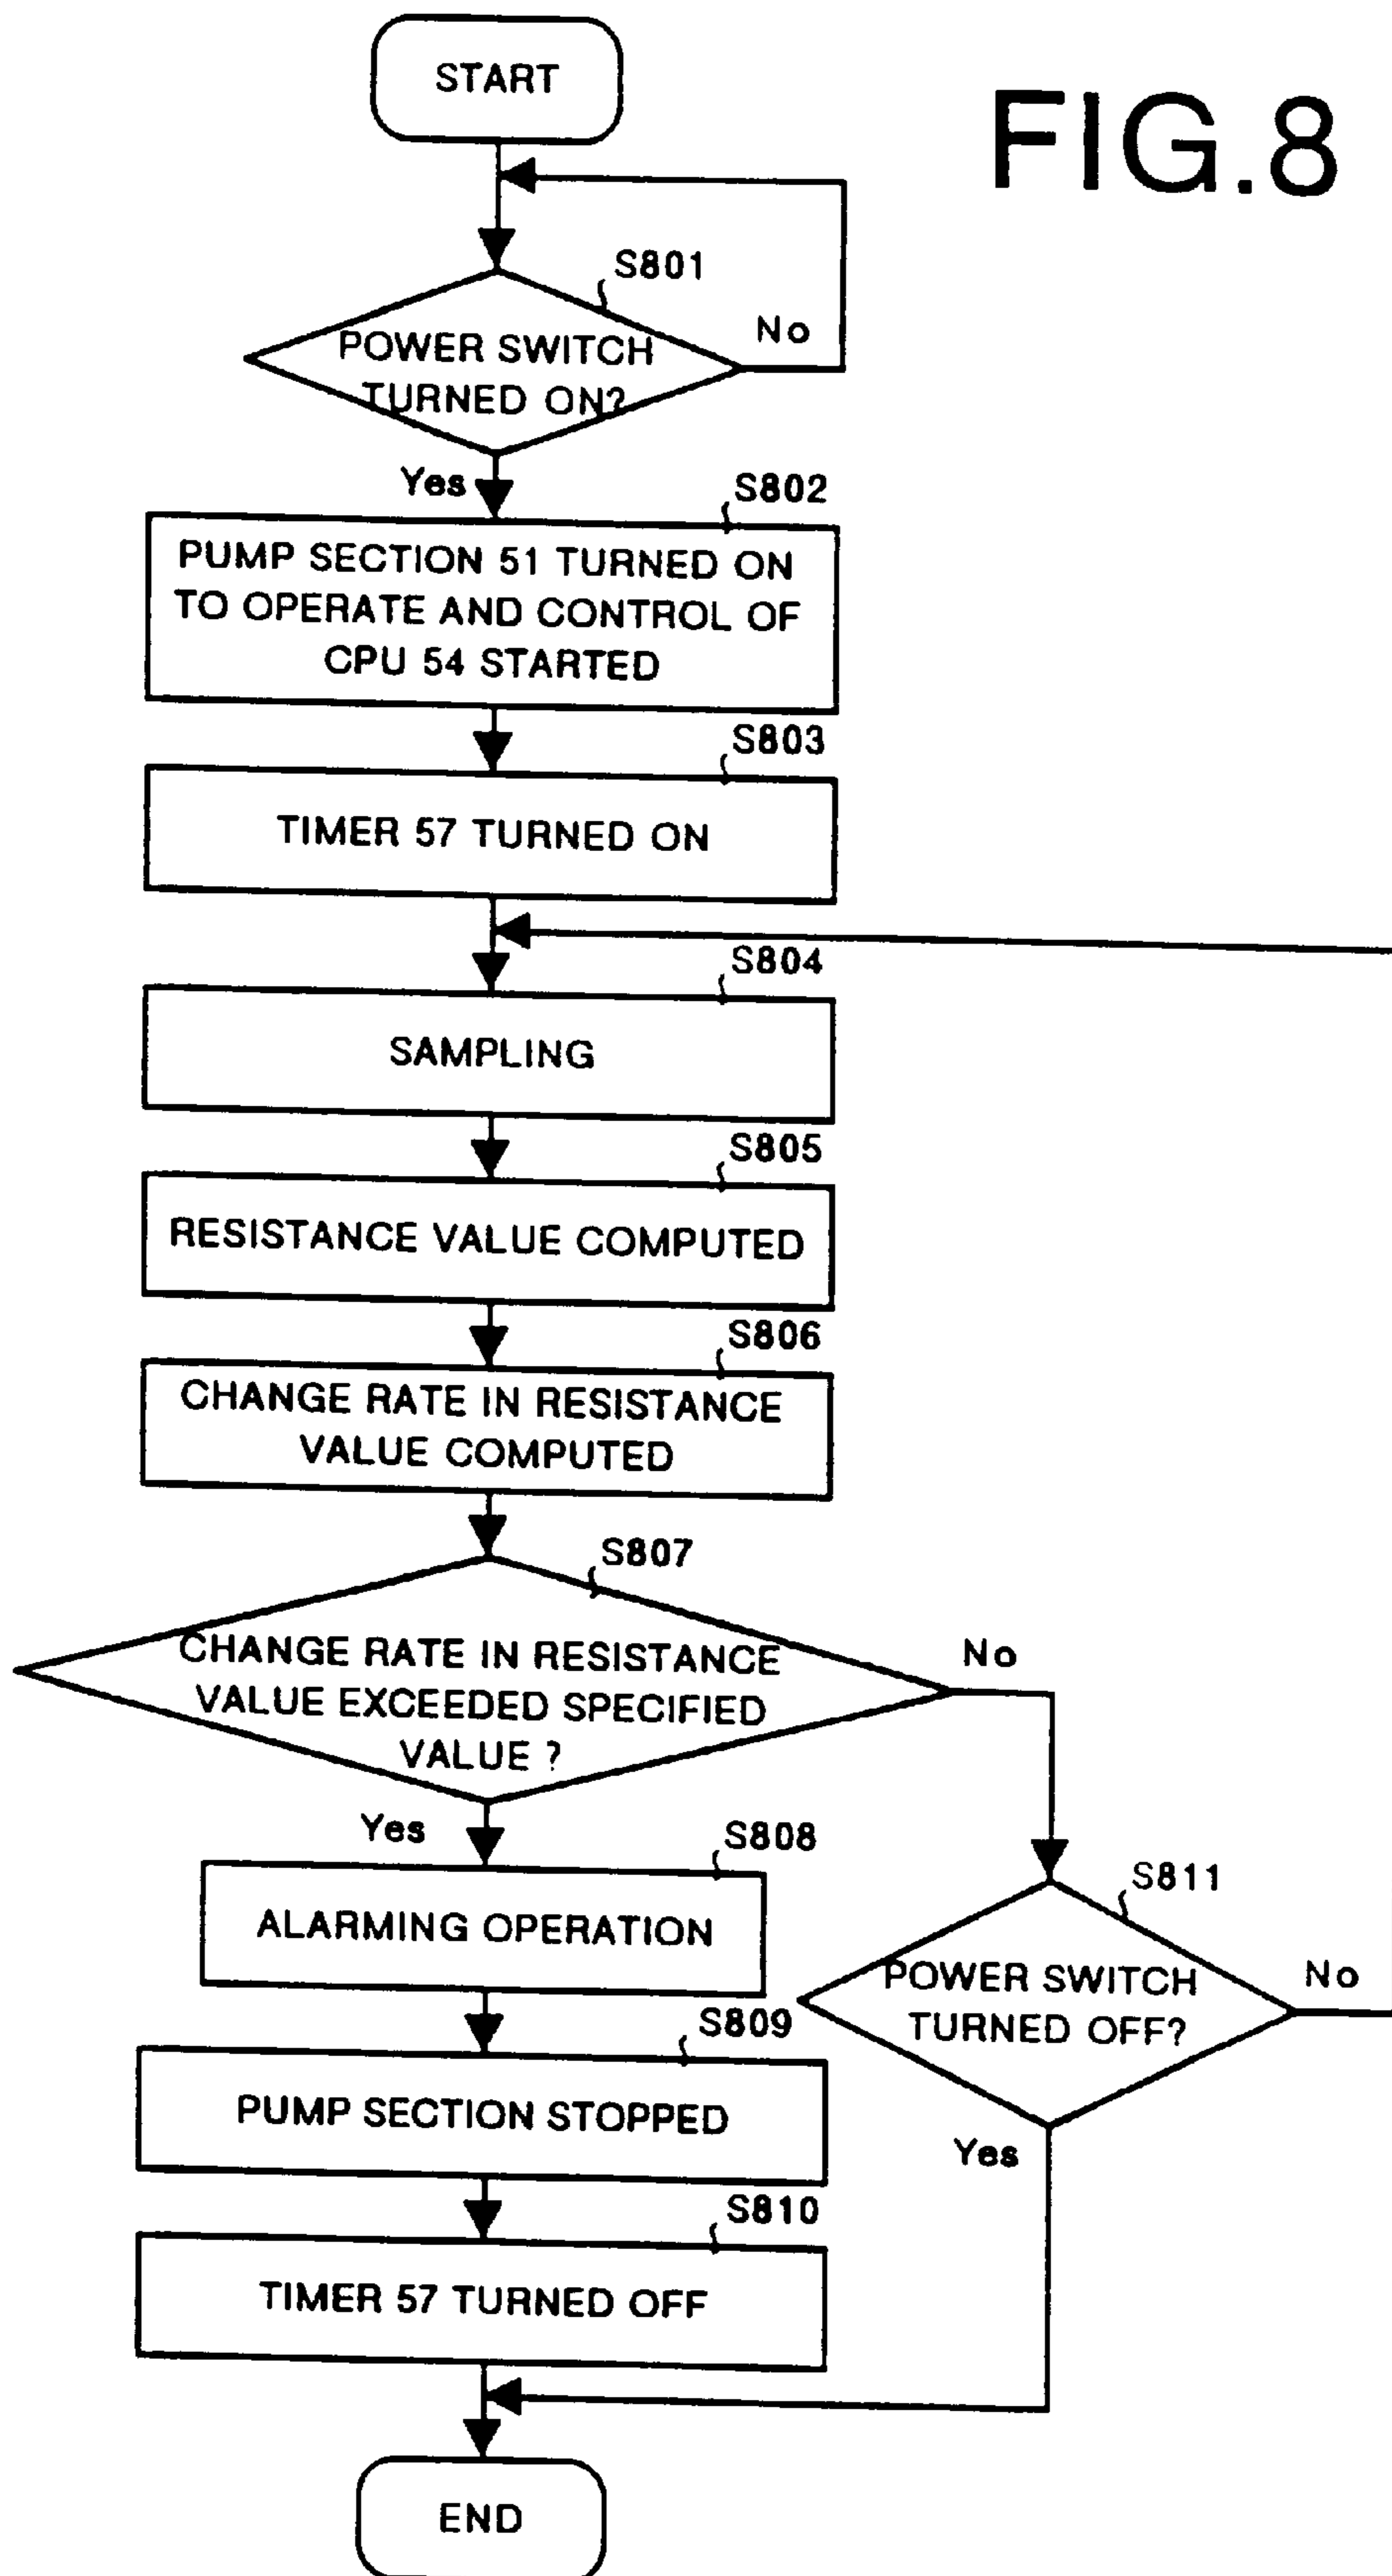 START
FIG.8
S801
POWER SWITCH
TURNED ON?
No
Yes
S802
PUMP SECTION 51 TURNED ON
TO OPERATE AND CONTROL OF
CPU 54 STARTED
S803
TIMER 57 TURNED ON
S804
SAMPLING
S805
RESISTANCE VALUE COMPUTED
S806
CHANGE RATE IN RESISTANCE
VALUE COMPUTED
S807
CHANGE RATE IN RESISTANCE
VALUE EXCEEDED SPECIFIED
VALUE ?
No
Yes
S808
ALARMING OPERATION
S811
POWER SWITCH
TURNED OFF?
No
Yes
S809
PUMP SECTION STOPPED
S810
TIMER 57 TURNED OFF
END